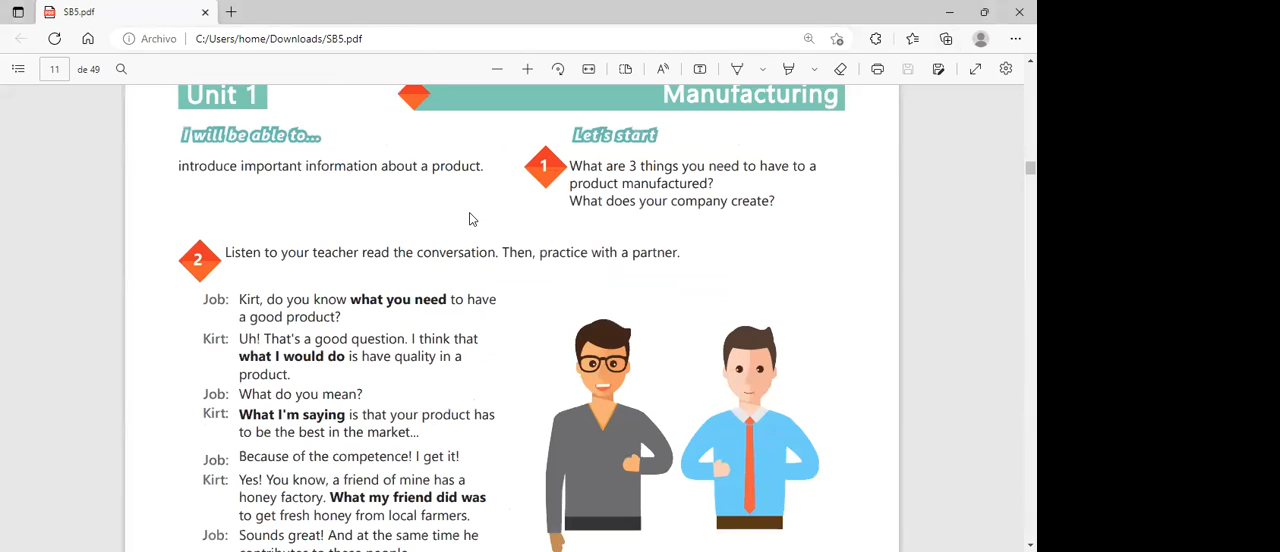 SB5.pdf
Archivo
C:/Users/home/Downloads/SB5.pdf
11 de 49
Unit 1
Manufacturing
I will be able to...
introduce important information about a product.
Let's start
1
What are 3 things you need to have to a
product manufactured?
What does your company create?
2
Listen to your teacher read the conversation. Then, practice with a partner.
Job: Kirt, do you know what you need to have
a good product?
Kirt: Uh! That's a good question. I think that
what I would do is have quality in a
product.
Job: What do you mean?
Kirt: What I'm saying is that your product has
to be the best in the market...
Job: Because of the competence! I get it!
Kirt: Yes! You know, a friend of mine has a
honey factory. What my friend did was
to get fresh honey from local farmers.
Job: Sounds great! And at the same time he
contributes to these people